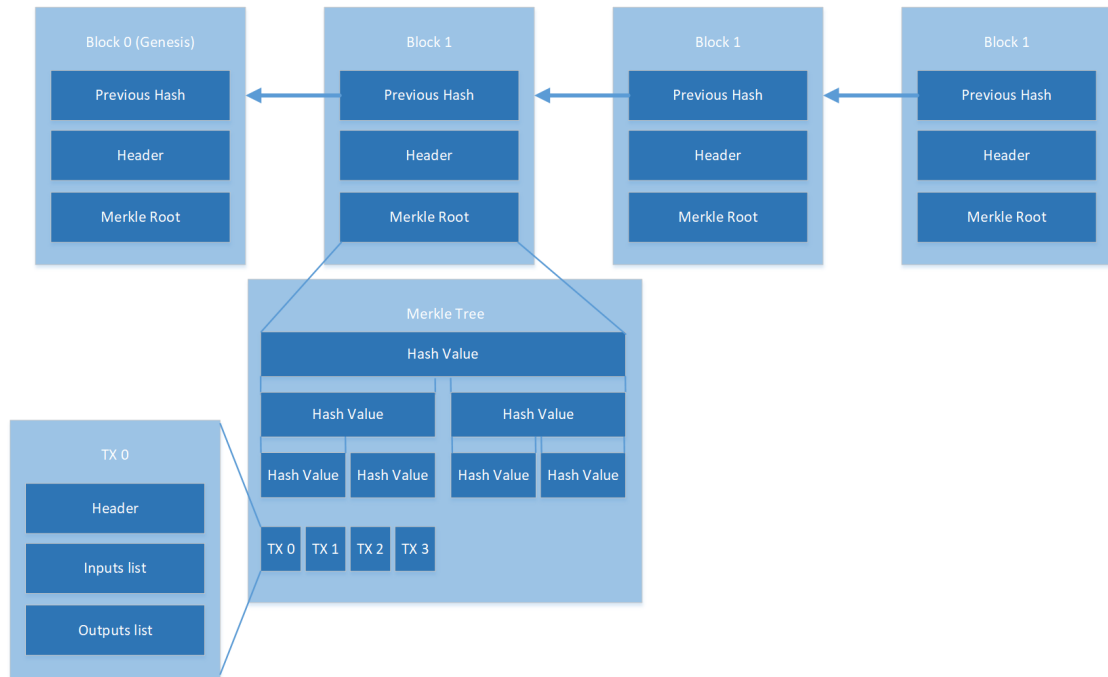 Block 0 (Genesis)
Previous Hash
Header
Merkle Root
Block 1
Previous Hash
Header
Merkle Root
Block 1
Previous Hash
Header
Merkle Root
Block 1
Previous Hash
Header
Merkle Root
Merkle Tree
Hash Value
Hash Value
Hash Value
Hash Value
Hash Value
Hash Value
Hash Value
TX 0
TX 1
TX 2
TX 3
TX 0
Header
Inputs list
Outputs list